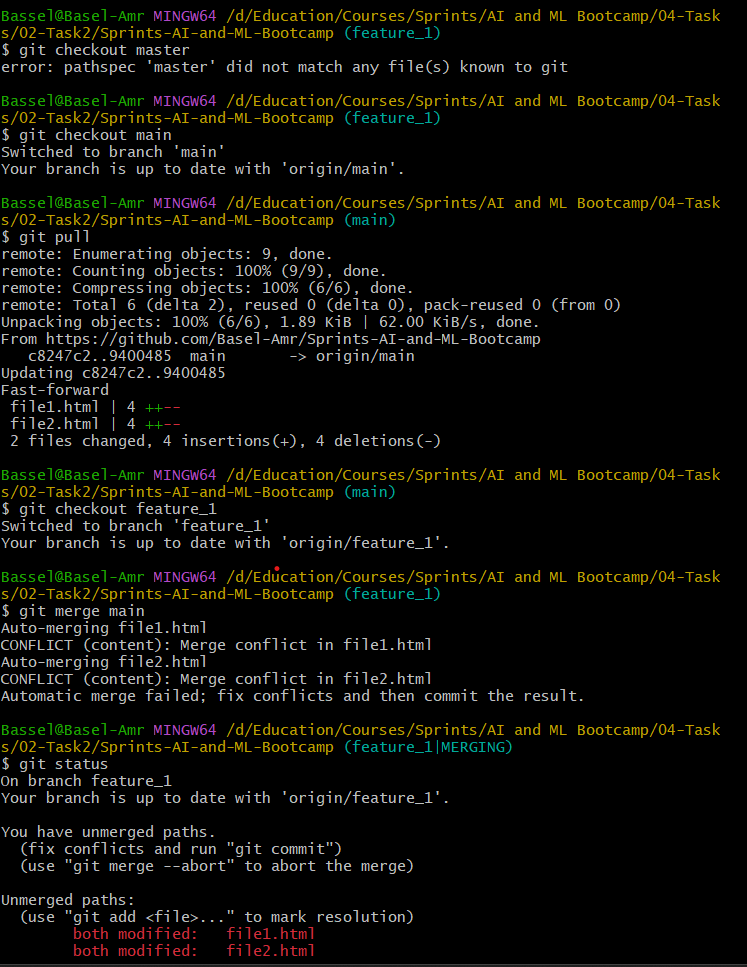 Bassel@Basel-Amr MINGW64 /d/Education/Courses/Sprints/AI and ML Bootcamp/04-Task
s/02-Task2/Sprints-AI-and-ML-Bootcamp (feature_1)
$ git checkout master
error: pathspec 'master' did not match any file(s) known to git

Bassel@Basel-Amr MINGW64 /d/Education/Courses/Sprints/AI and ML Bootcamp/04-Task
s/02-Task2/Sprints-AI-and-ML-Bootcamp (feature_1)
$ git checkout main
Switched to branch 'main'
Your branch is up to date with 'origin/main'.

Bassel@Basel-Amr MINGW64 /d/Education/Courses/Sprints/AI and ML Bootcamp/04-Task
s/02-Task2/Sprints-AI-and-ML-Bootcamp (main)
$ git pull
remote: Enumerating objects: 9, done.
remote: Counting objects: 100% (9/9), done.
remote: Compressing objects: 100% (6/6), done.
remote: Total 6 (delta 2), reused 0 (delta 0), pack-reused 0 (from 0)
Unpacking objects: 100% (6/6), 1.89 KiB | 62.00 KiB/s, done.
From https://github.com/Basel-Amr/Sprints-AI-and-ML-Bootcamp
   c8247c2..9400485  main       -> origin/main
Updating c8247c2..9400485
Fast-forward
 file1.html | 4 ++--
 file2.html | 4 ++--
 2 files changed, 4 insertions(+), 4 deletions(-)

Bassel@Basel-Amr MINGW64 /d/Education/Courses/Sprints/AI and ML Bootcamp/04-Task
s/02-Task2/Sprints-AI-and-ML-Bootcamp (main)
$ git checkout feature_1
Switched to branch 'feature_1'
Your branch is up to date with 'origin/feature_1'.

Bassel@Basel-Amr MINGW64 /d/Education/Courses/Sprints/AI and ML Bootcamp/04-Task
s/02-Task2/Sprints-AI-and-ML-Bootcamp (feature_1)
$ git merge main
Auto-merging file1.html
CONFLICT (content): Merge conflict in file1.html
Auto-merging file2.html
CONFLICT (content): Merge conflict in file2.html
Automatic merge failed; fix conflicts and then commit the result.

Bassel@Basel-Amr MINGW64 /d/Education/Courses/Sprints/AI and ML Bootcamp/04-Task
s/02-Task2/Sprints-AI-and-ML-Bootcamp (feature_1|MERGING)
$ git status
On branch feature_1
Your branch is up to date with 'origin/feature_1'.

You have unmerged paths.
  (fix conflicts and run "git commit")
  (use "git merge --abort" to abort the merge)

Unmerged paths:
  (use "git add <file>..." to mark resolution)
        both modified:   file1.html
        both modified:   file2.html